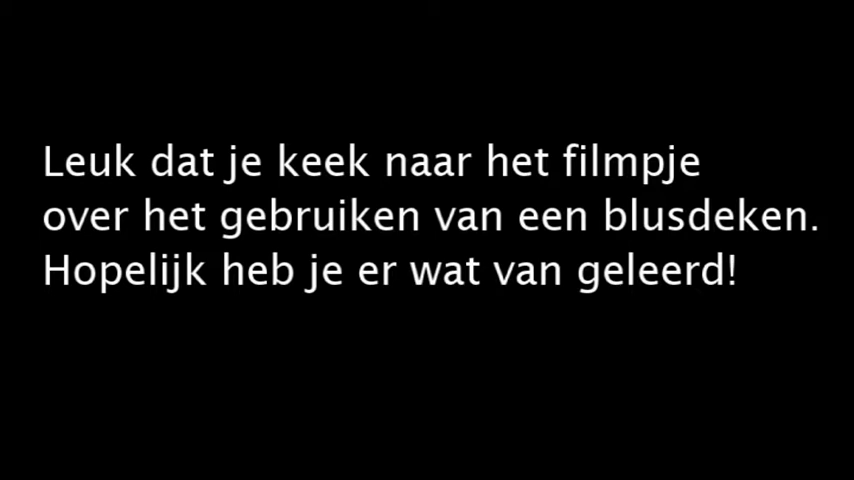 Leuk dat je keek naar het filmpje
over het gebruiken van een blusdeken.
Hopelijk heb je er wat van geleerd!